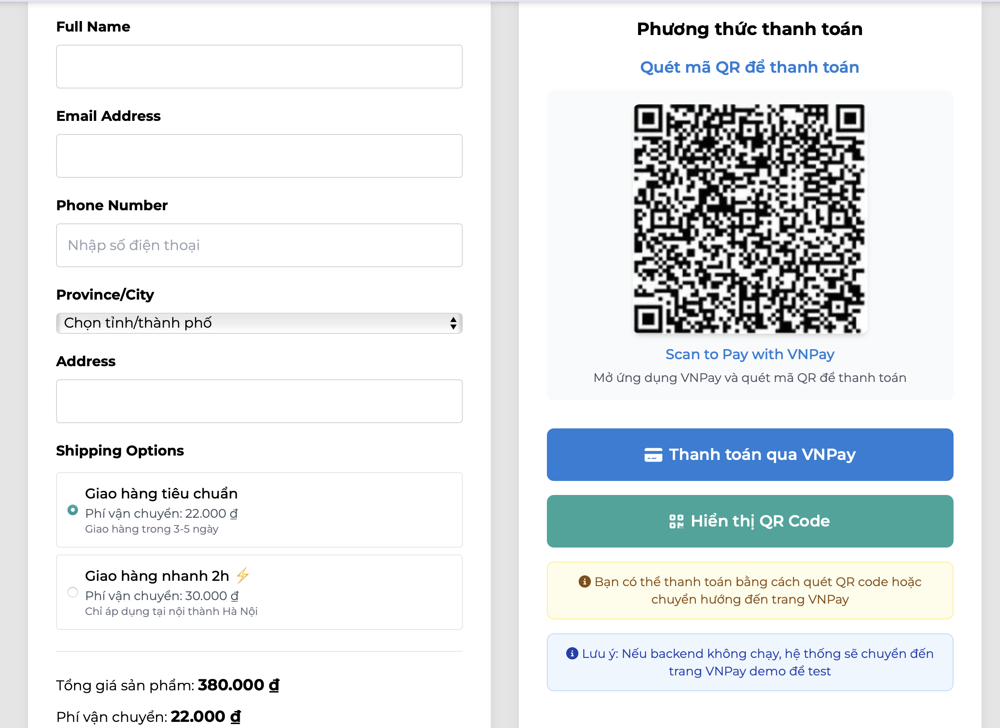 Full Name
Email Address
Phone Number
Nhập số điện thoại
Province/City
Chọn tỉnh/thành phố
Address
Shipping Options
Giao hàng tiêu chuẩn
Phí vận chuyển: 22.000 ₫
Giao hàng trong 3-5 ngày
Giao hàng nhanh 2h ⚡
Phí vận chuyển: 30.000 ₫
Chỉ áp dụng tại nội thành Hà Nội
Tổng giá sản phẩm: 380.000 ₫
Phí vận chuyển: 22.000 ₫
Phương thức thanh toán
Quét mã QR để thanh toán
Scan to Pay with VNPay
Mở ứng dụng VNPay và quét mã QR để thanh toán
Thanh toán qua VNPay
Hiển thị QR Code
Bạn có thể thanh toán bằng cách quét QR code hoặc
chuyển hướng đến trang VNPay
Lưu ý: Nếu backend không chạy, hệ thống sẽ chuyển đến
trang VNPay demo để test